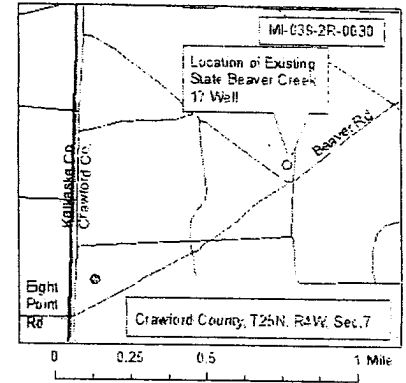 MI-039-2R-0030
Location of Existing
State Beaver Creek
17 Well
Beaver Rd
Kalkaska Co.
Crawford Co.
Eight
Point
Rd
Crawford County, T25N, R4W, Sec.7
0 0.25 0.5 1 Mile